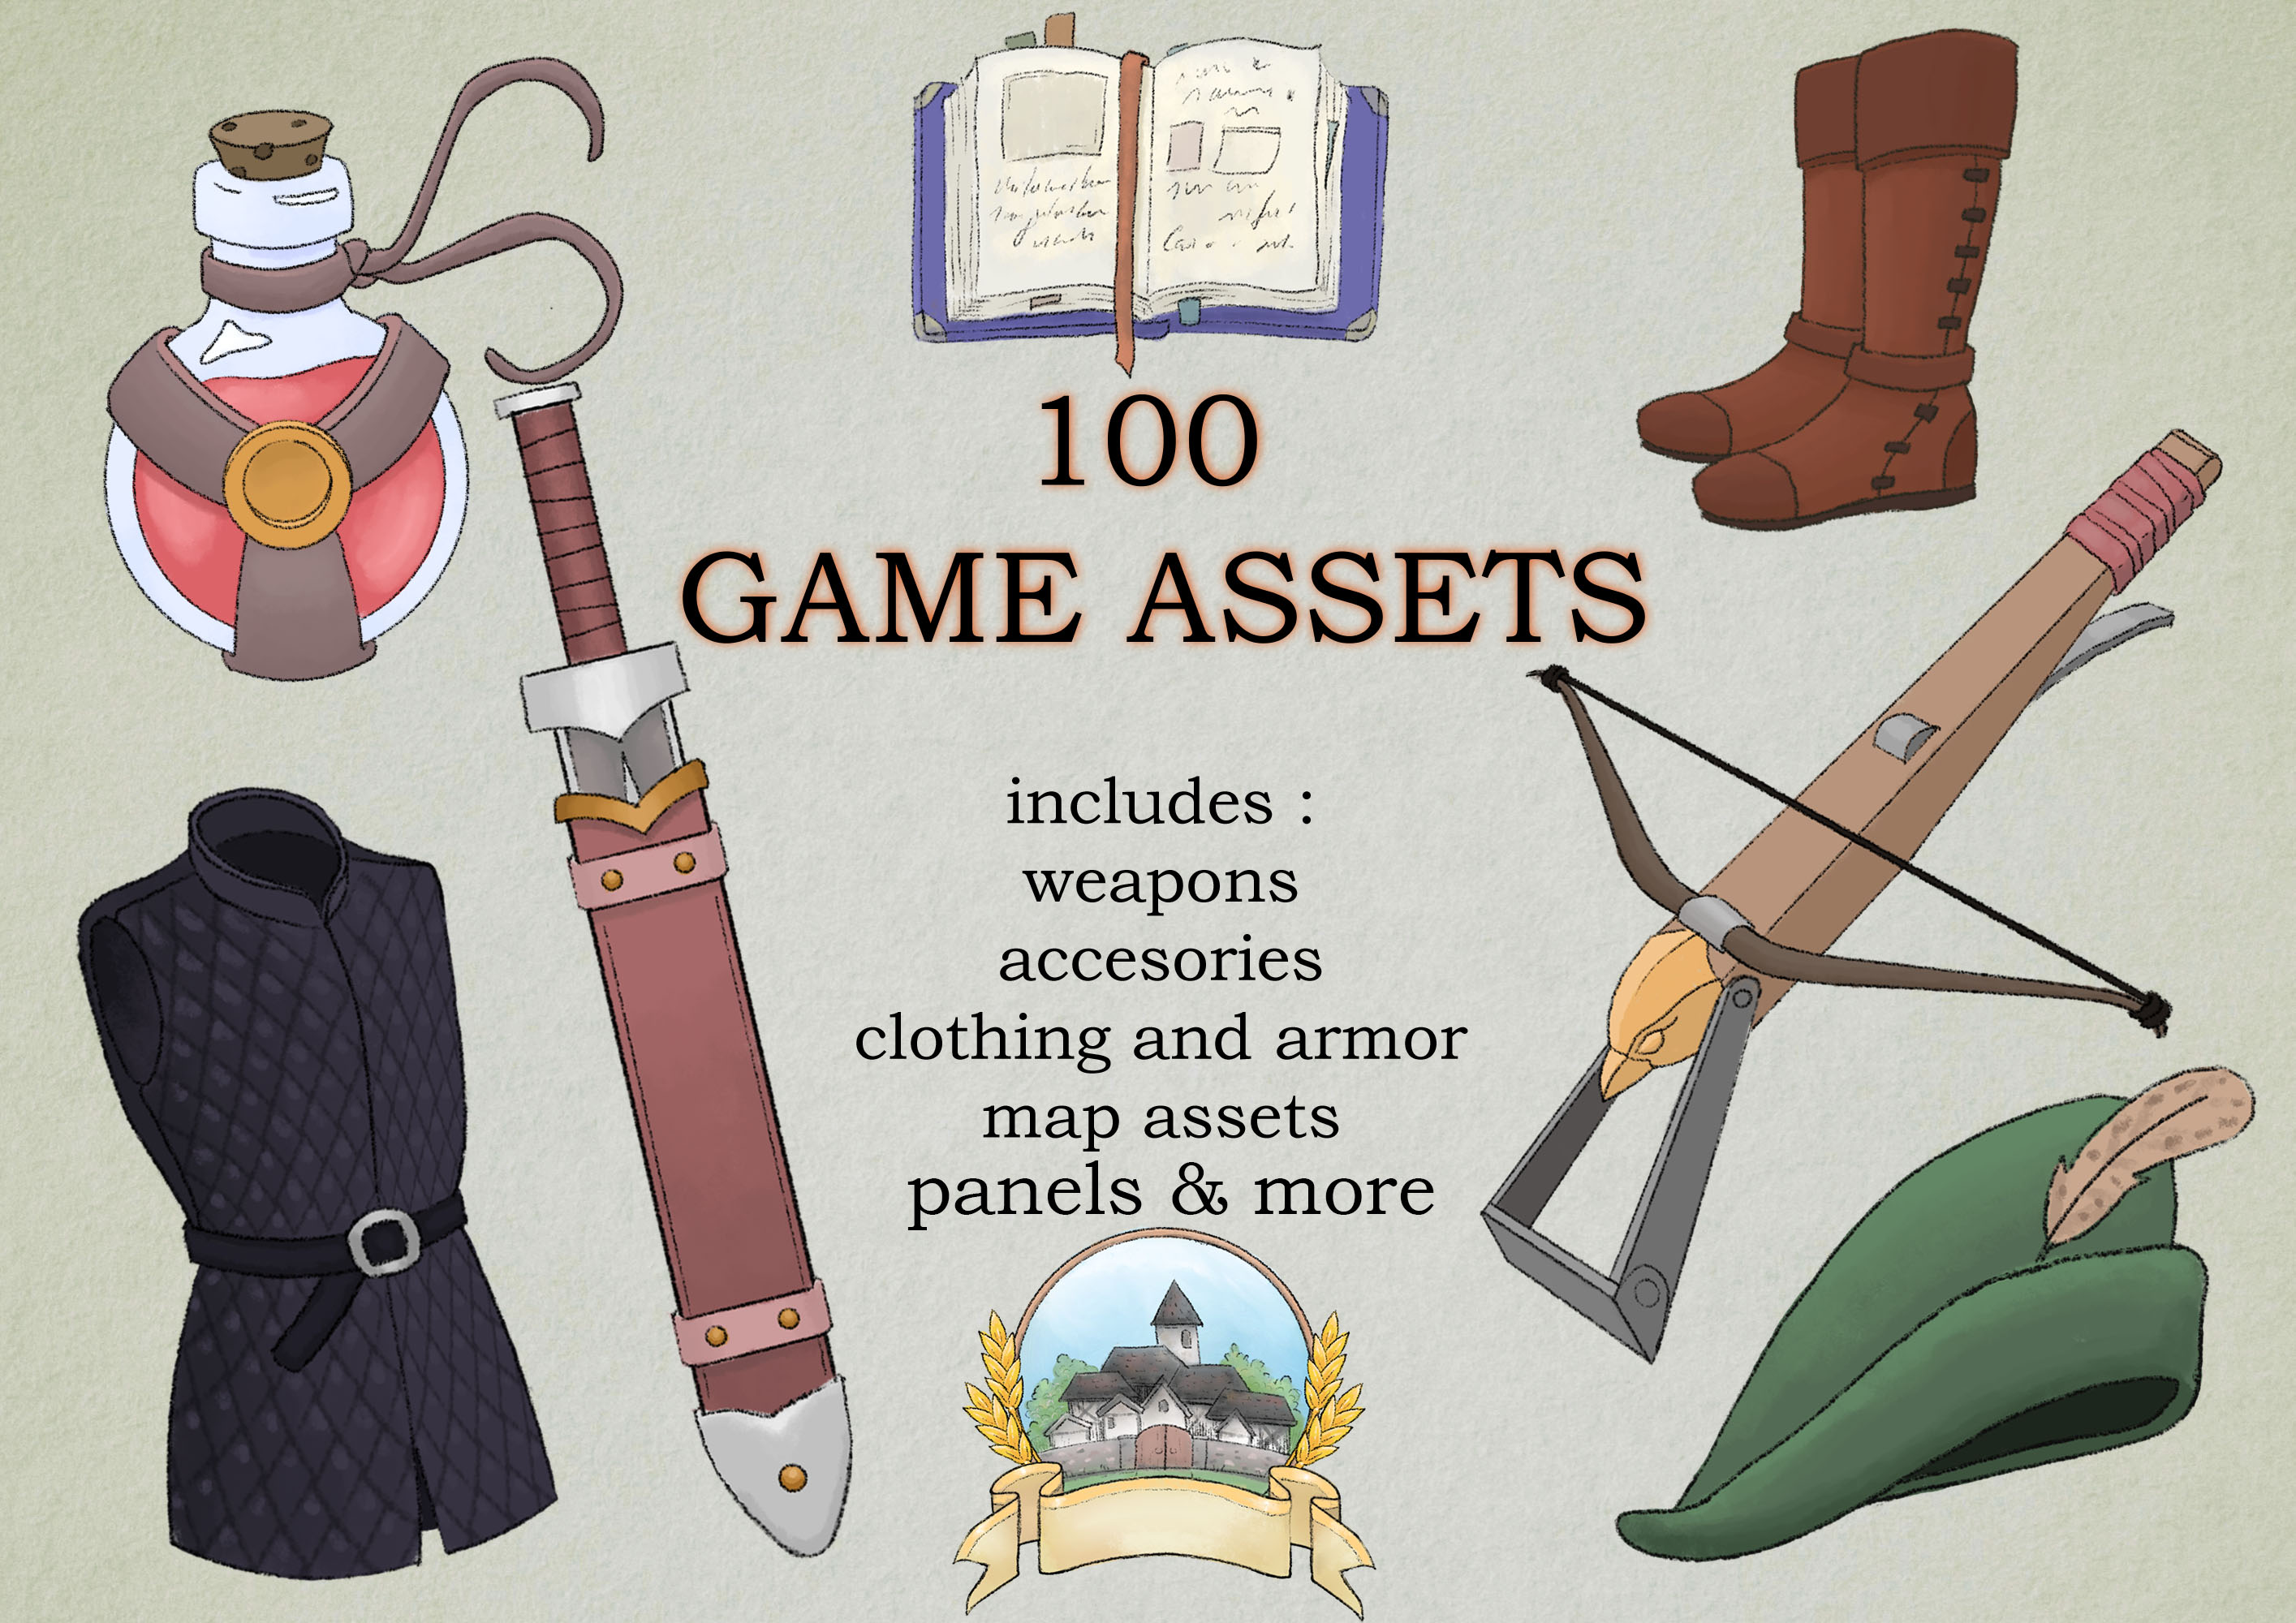 100
GAME ASSETS
includes :
weapons
accesories
clothing and armor
map assets
panels & more